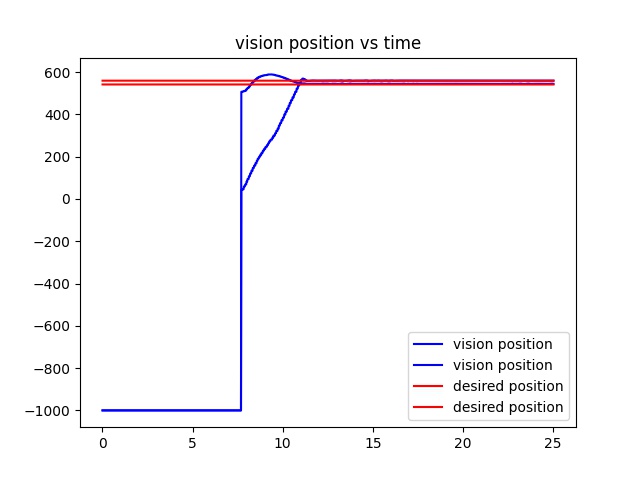 vision position vs time
600
400
200
0
−200
−400
−600
−800
−1000
0 5 10 15 20 25
vision position
vision position
desired position
desired position